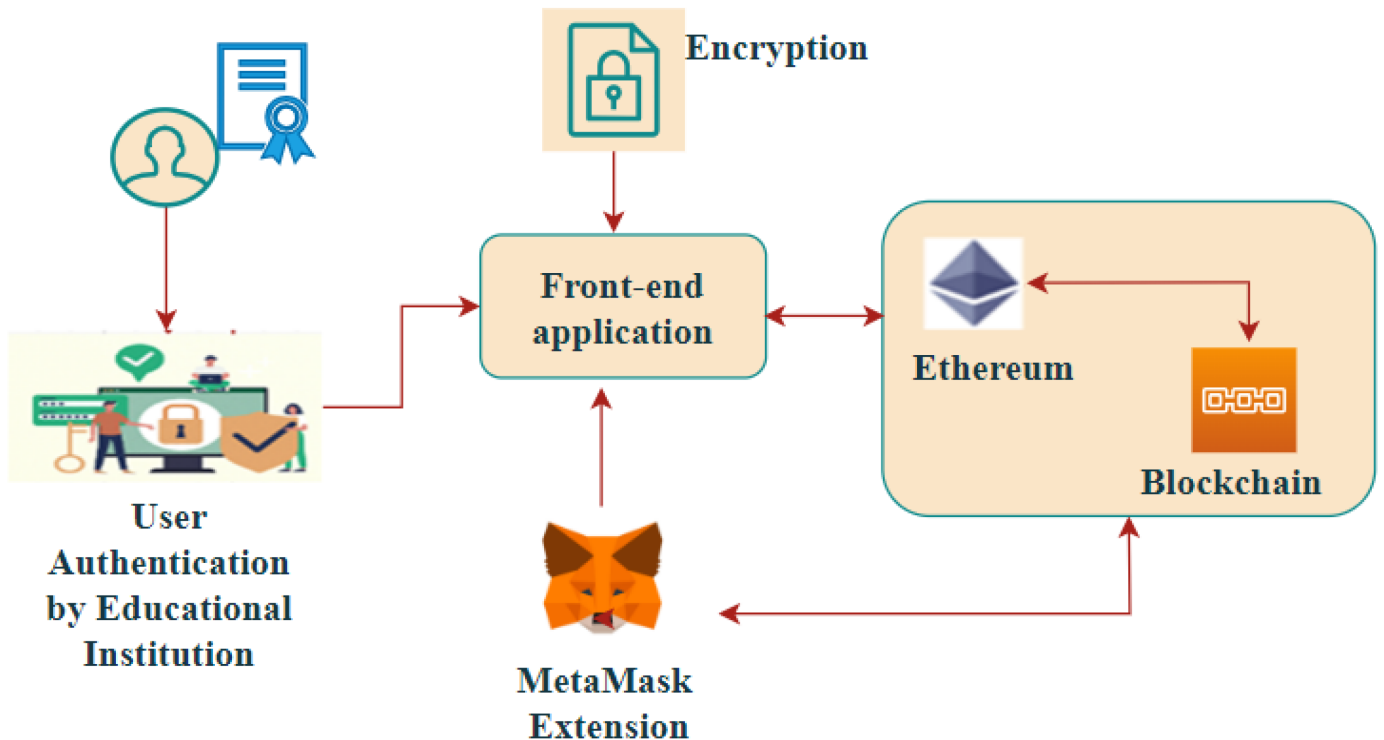 Encryption
Front-end
application
Ethereum
Blockchain
User
Authentication
by Educational
Institution
MetaMask
Extension